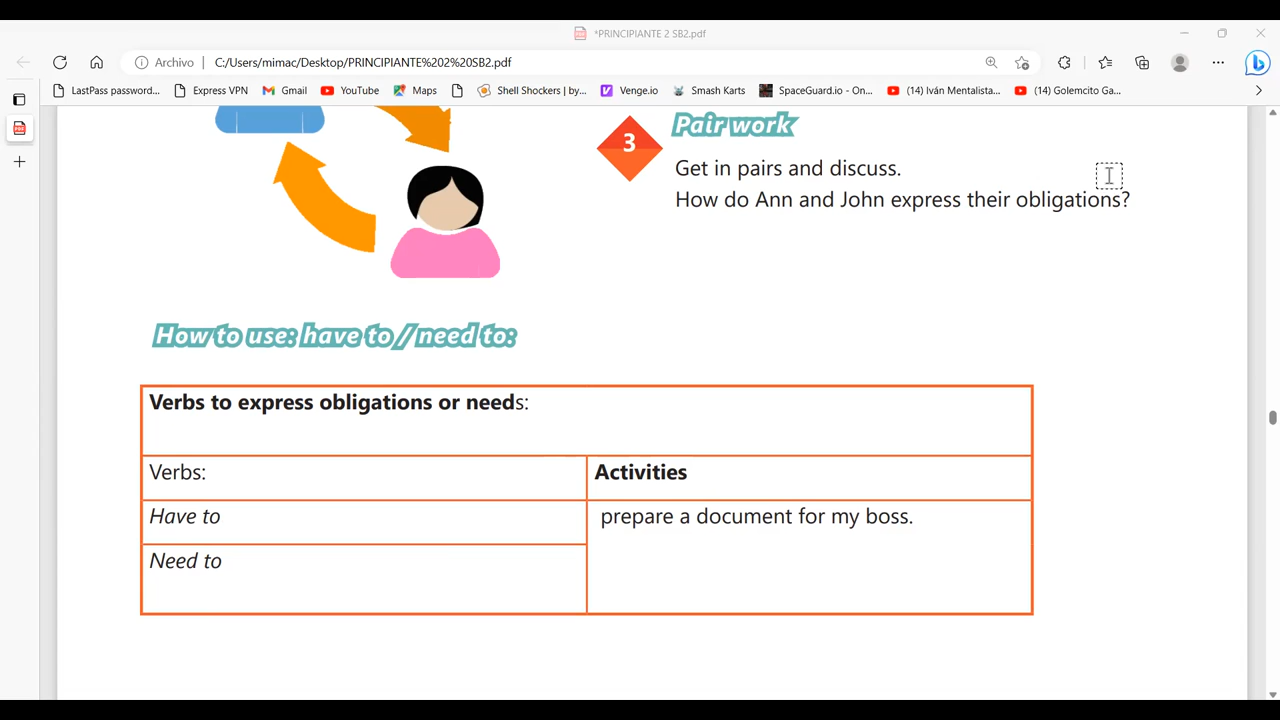 *PRINCIPIANTE 2 SB2.pdf
Archivo C:/Users/mimac/Desktop/PRINCIPIANTE%202%20SB2.pdf
LastPass password... Express VPN Gmail YouTube Maps Shell Shockers | by... Venge.io Smash Karts SpaceGuard.io - On... (14) Iván Mentalista... (14) Golemcito Ga...
3 Pair work
Get in pairs and discuss.
How do Ann and John express their obligations?
How to use: have to / need to:
Verbs to express obligations or needs:
Verbs: Activities
Have to prepare a document for my boss.
Need to